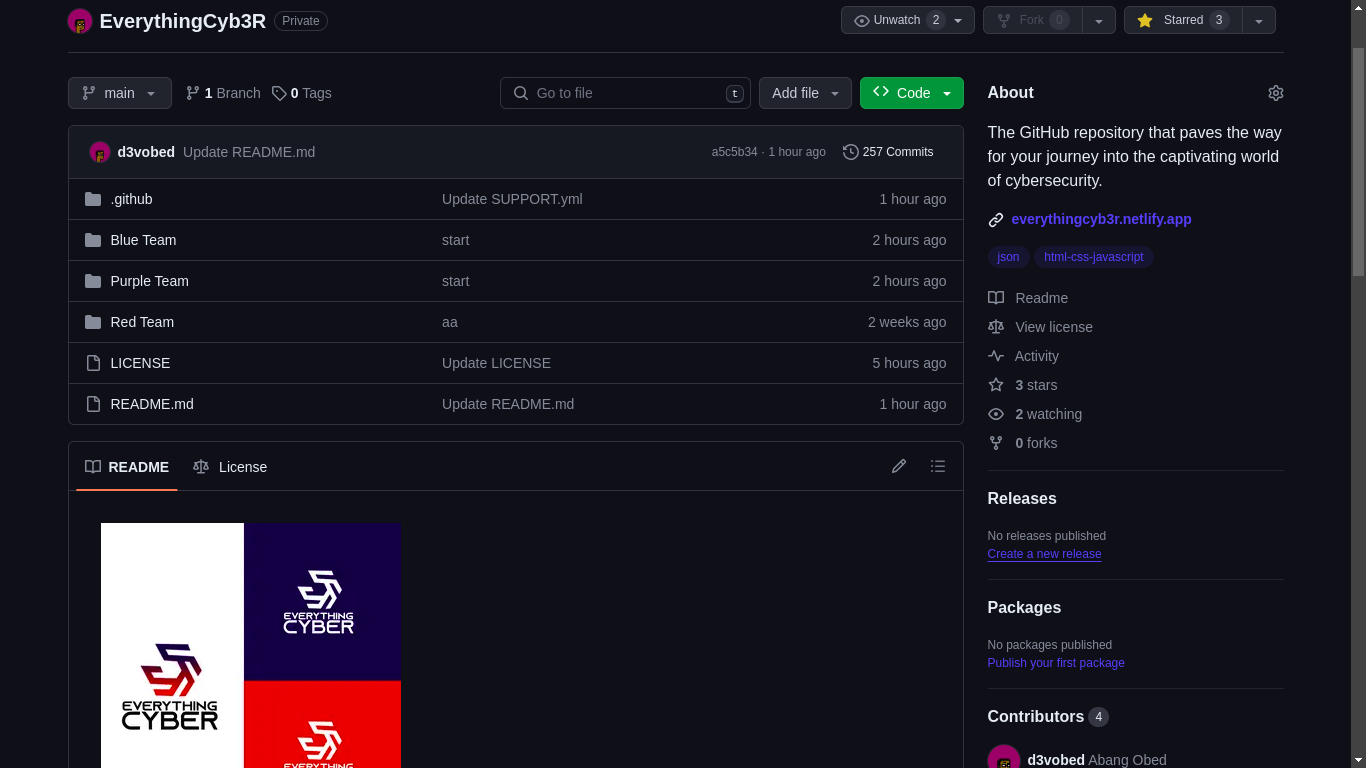 EverythingCyb3R Private Unwatch 2 Fork 0 Starred 3
main 1 Branch 0 Tags Go to file t Add file Code
d3vobed Update README.md a5c5b34 · 1 hour ago 257 Commits
.github Update SUPPORT.yml 1 hour ago
Blue Team start 2 hours ago
Purple Team start 2 hours ago
Red Team aa 2 weeks ago
LICENSE Update LICENSE 5 hours ago
README.md Update README.md 1 hour ago
README License
EVERYTHING
CYBER
EVERYTHING
CYBER
EVERYTHING
About
The GitHub repository that paves the way
for your journey into the captivating world
of cybersecurity.
everythingcyb3r.netlify.app
json html-css-javascript
Readme
View license
Activity
3 stars
2 watching
0 forks
Releases
No releases published
Create a new release
Packages
No packages published
Publish your first package
Contributors 4
d3vobed Abang Obed